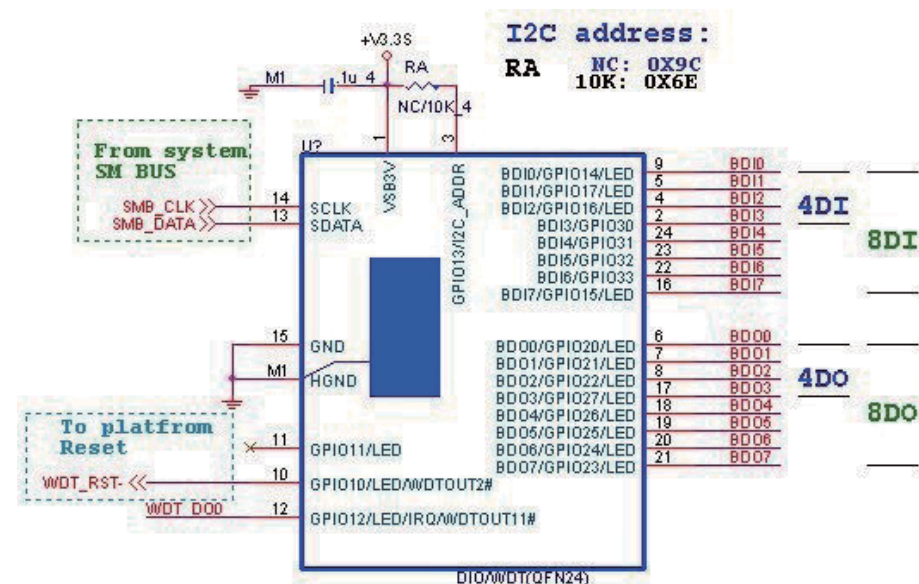 I2C address:
RA NC: 0X9C
10K: 0X6E
+V3.3S
M1 .1u_4 RA
NC/10K_4
1 3
U?
From system
SM BUS
SMB_CLK 14 SCLK
SMB_DATA 13 SDATA
VSB3V
GPIO13/I2C_ADDR
BDI0/GPIO14/LED 9 BDI0
BDI1/GPIO17/LED 5 BDI1
BDI2/GPIO16/LED 4 BDI2
BDI3/GPIO30 2 BDI3
BDI4/GPIO31 24 BDI4
BDI5/GPIO32 23 BDI5
BDI6/GPIO33 22 BDI6
BDI7/GPIO15/LED 16 BDI7
4DI
8DI
15 GND
M1 HGND
BDO0/GPIO20/LED 6 BDO0
BDO1/GPIO21/LED 7 BDO1
BDO2/GPIO22/LED 8 BDO2
BDO3/GPIO27/LED 17 BDO3
BDO4/GPIO26/LED 18 BDO4
BDO5/GPIO25/LED 19 BDO5
BDO6/GPIO24/LED 20 BDO6
BDO7/GPIO23/LED 21 BDO7
4DO
8DO
To platfrom
Reset
11 GPIO11/LED
WDT_RST- 10 GPIO10/LED/WDTOUT2#
WDT_DO0 12 GPIO12/LED/IRQ/WDTOUT11#
DIO/WDT(QFN24)